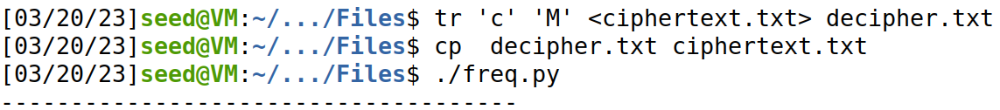 [03/20/23]seed@VM:~/.../Files$ tr 'c' 'M' <ciphertext.txt> decipher.txt
[03/20/23]seed@VM:~/.../Files$ cp  decipher.txt ciphertext.txt
[03/20/23]seed@VM:~/.../Files$ ./freq.py
-------------------------------------